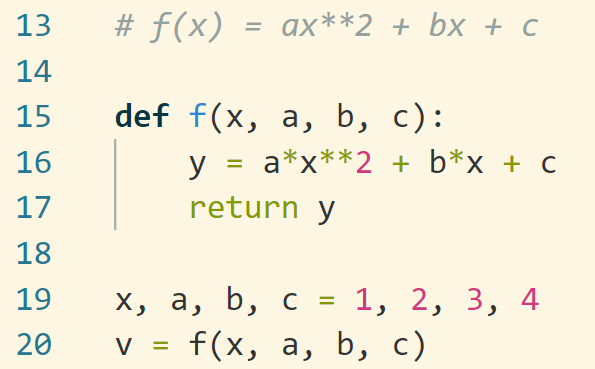 13 # f(x) = ax**2 + bx + c
14
15 def f(x, a, b, c):
16     y = a*x**2 + b*x + c
17     return y
18
19 x, a, b, c = 1, 2, 3, 4
20 v = f(x, a, b, c)